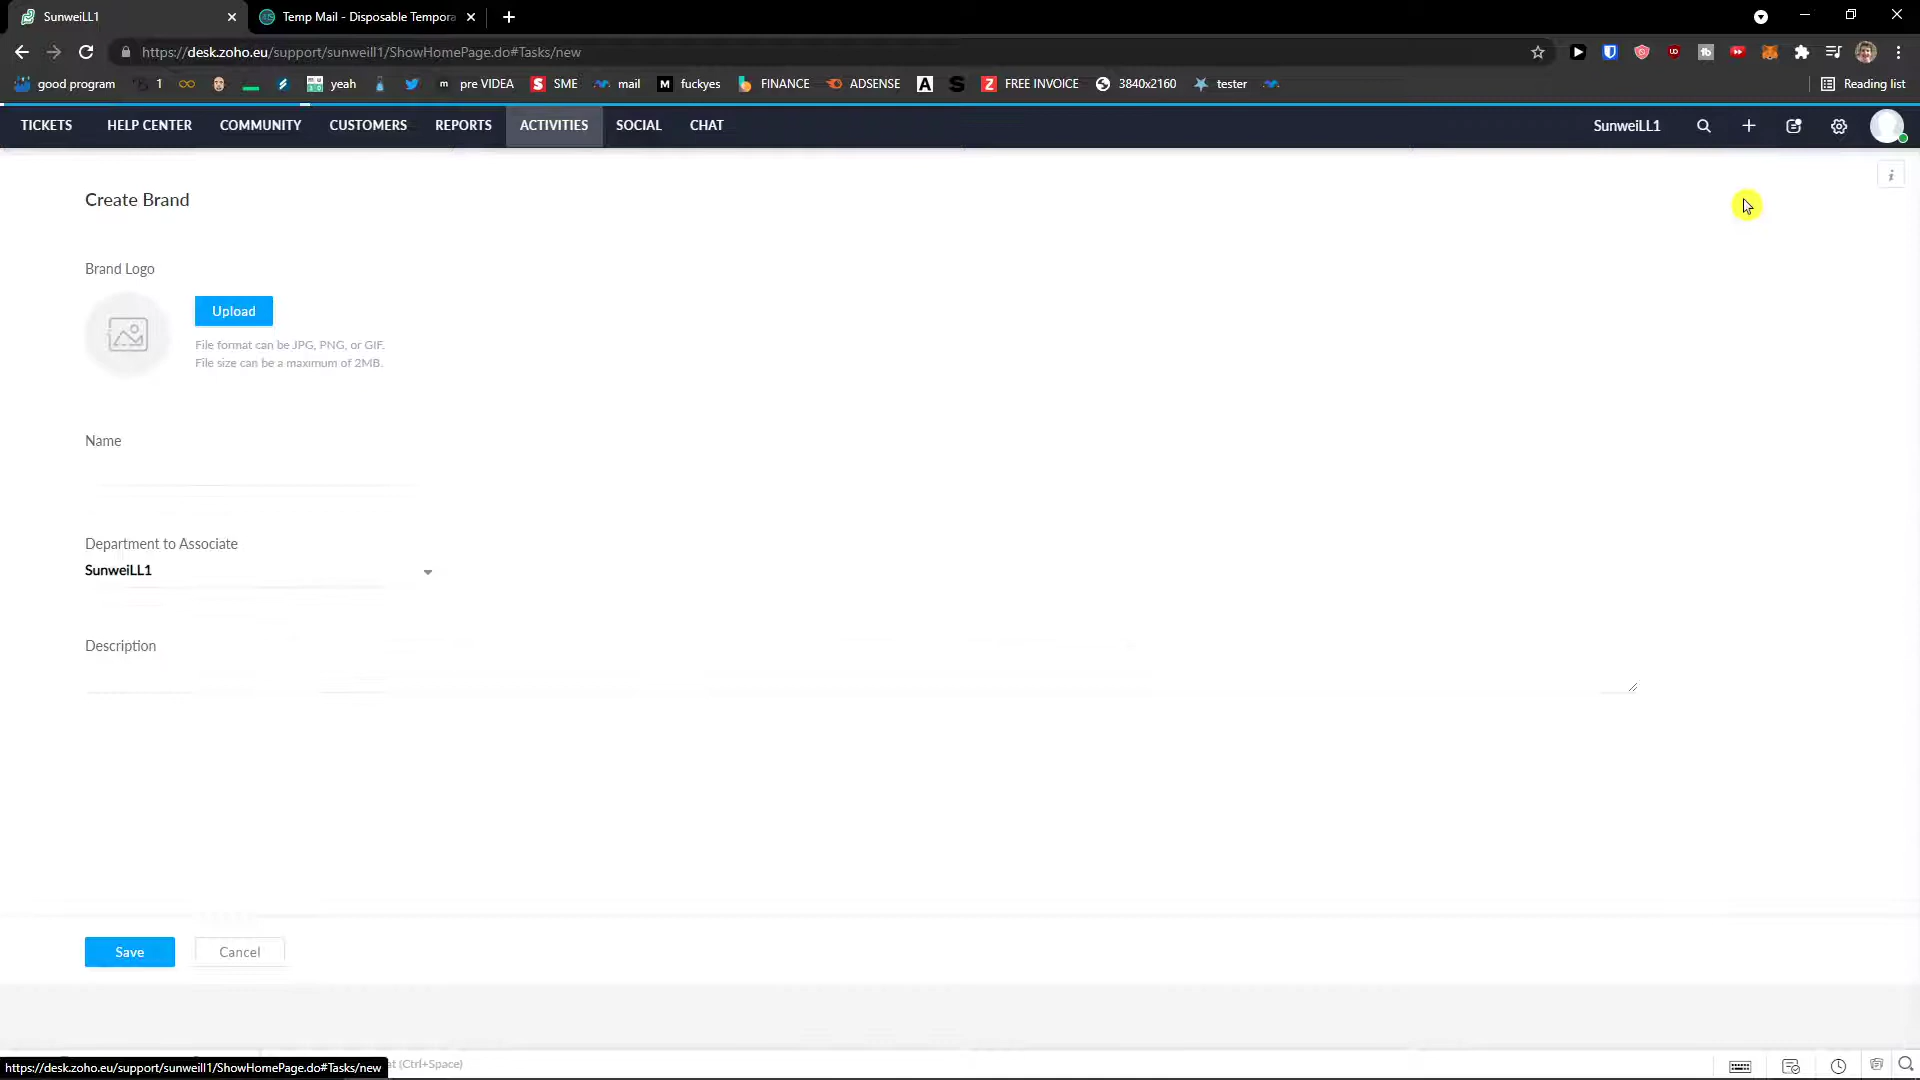 SunweiLL1
Temp Mail - Disposable Tempora
https://desk.zoho.eu/support/sunweill1/ShowHomePage.do#Tasks/new
good program
1
yeah
pre VIDEA
SME
mail
fuckyes
FINANCE
ADSENSE
FREE INVOICE
3840x2160
tester
Reading list
TICKETS
HELP CENTER
COMMUNITY
CUSTOMERS
REPORTS
ACTIVITIES
SOCIAL
CHAT
SunweiLL1
Create Brand
Brand Logo
Upload
File format can be JPG, PNG, or GIF.
File size can be a maximum of 2MB.
Name
Department to Associate
SunweiLL1
Description
Save
Cancel
https://desk.zoho.eu/support/sunweill1/ShowHomePage.do#Tasks/new
(Ctrl+Space)